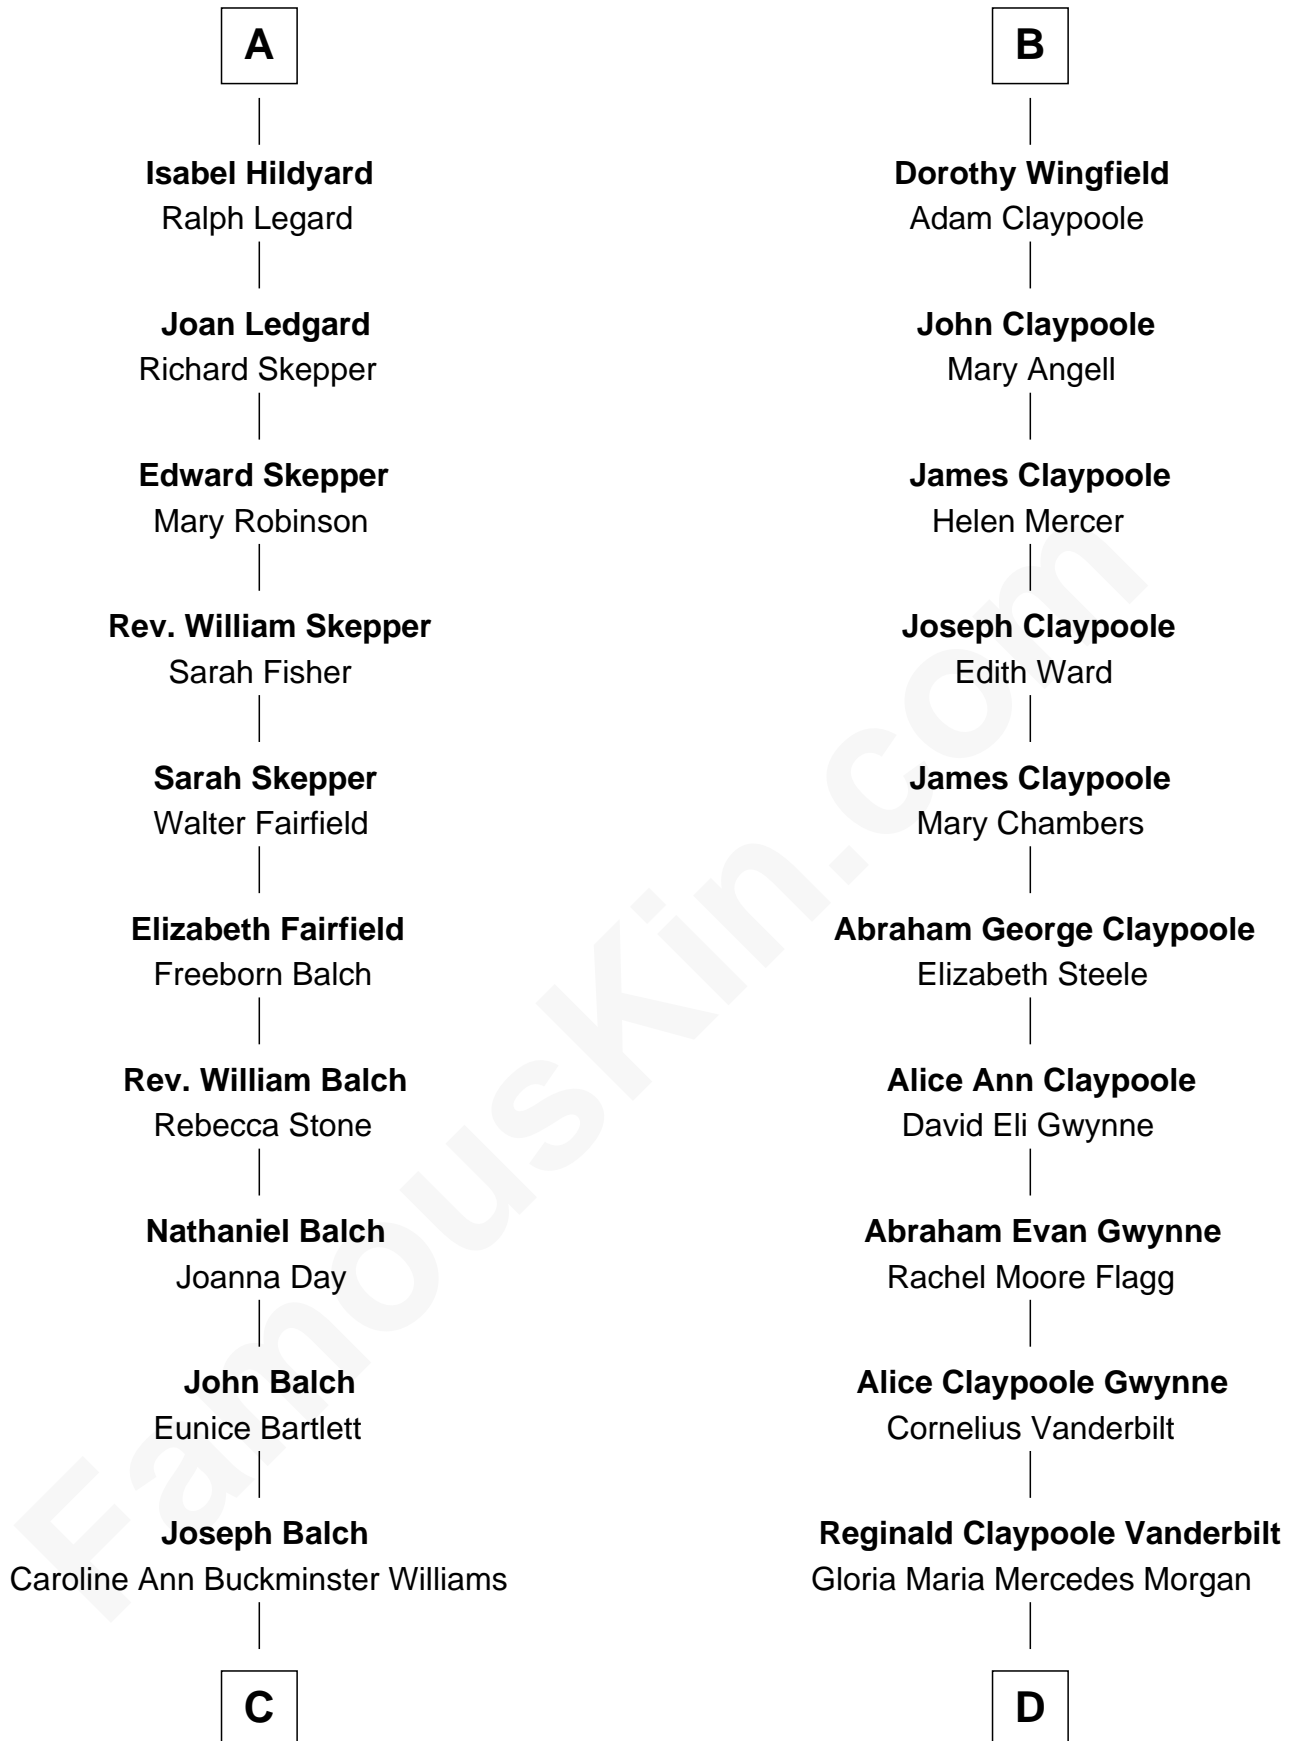 A
Isabel Hildyard
Ralph Legard
Joan Ledgard
Richard Skepper
Edward Skepper
Mary Robinson
Rev. William Skepper
Sarah Fisher
Sarah Skepper
Walter Fairfield
Elizabeth Fairfield
Freeborn Balch
Rev. William Balch
Rebecca Stone
Nathaniel Balch
Joanna Day
John Balch
Eunice Bartlett
Joseph Balch
Caroline Ann Buckminster Williams
C
B
Dorothy Wingfield
Adam Claypoole
John Claypoole
Mary Angell
James Claypoole
Helen Mercer
Joseph Claypoole
Edith Ward
James Claypoole
Mary Chambers
Abraham George Claypoole
Elizabeth Steele
Alice Ann Claypoole
David Eli Gwynne
Abraham Evan Gwynne
Rachel Moore Flagg
Alice Claypoole Gwynne
Cornelius Vanderbilt
Reginald Claypoole Vanderbilt
Gloria Maria Mercedes Morgan
D
FamousKin.com